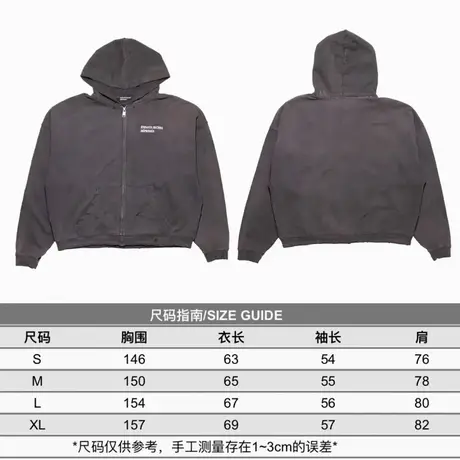 尺码指南/SIZE GUIDE
尺码 胸围 衣长 袖长 肩
S 146 63 54 76
M 150 65 55 78
L 154 67 56 80
XL 157 69 57 82
*尺码仅供参考，手工测量存在1~3cm的误差*